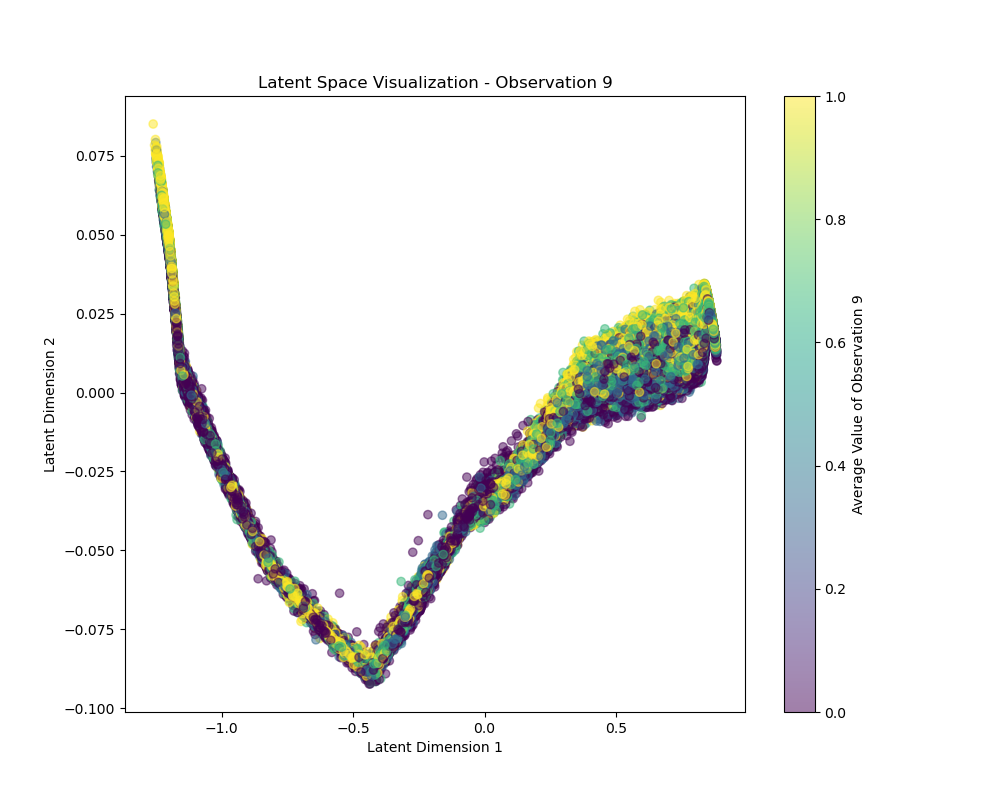 Latent Space Visualization - Observation 9
0.075
0.050
0.025
0.000
−0.025
−0.050
−0.075
−0.100
Latent Dimension 2
−1.0 −0.5 0.0 0.5
Latent Dimension 1
1.0
0.8
0.6
0.4
0.2
0.0
Average Value of Observation 9